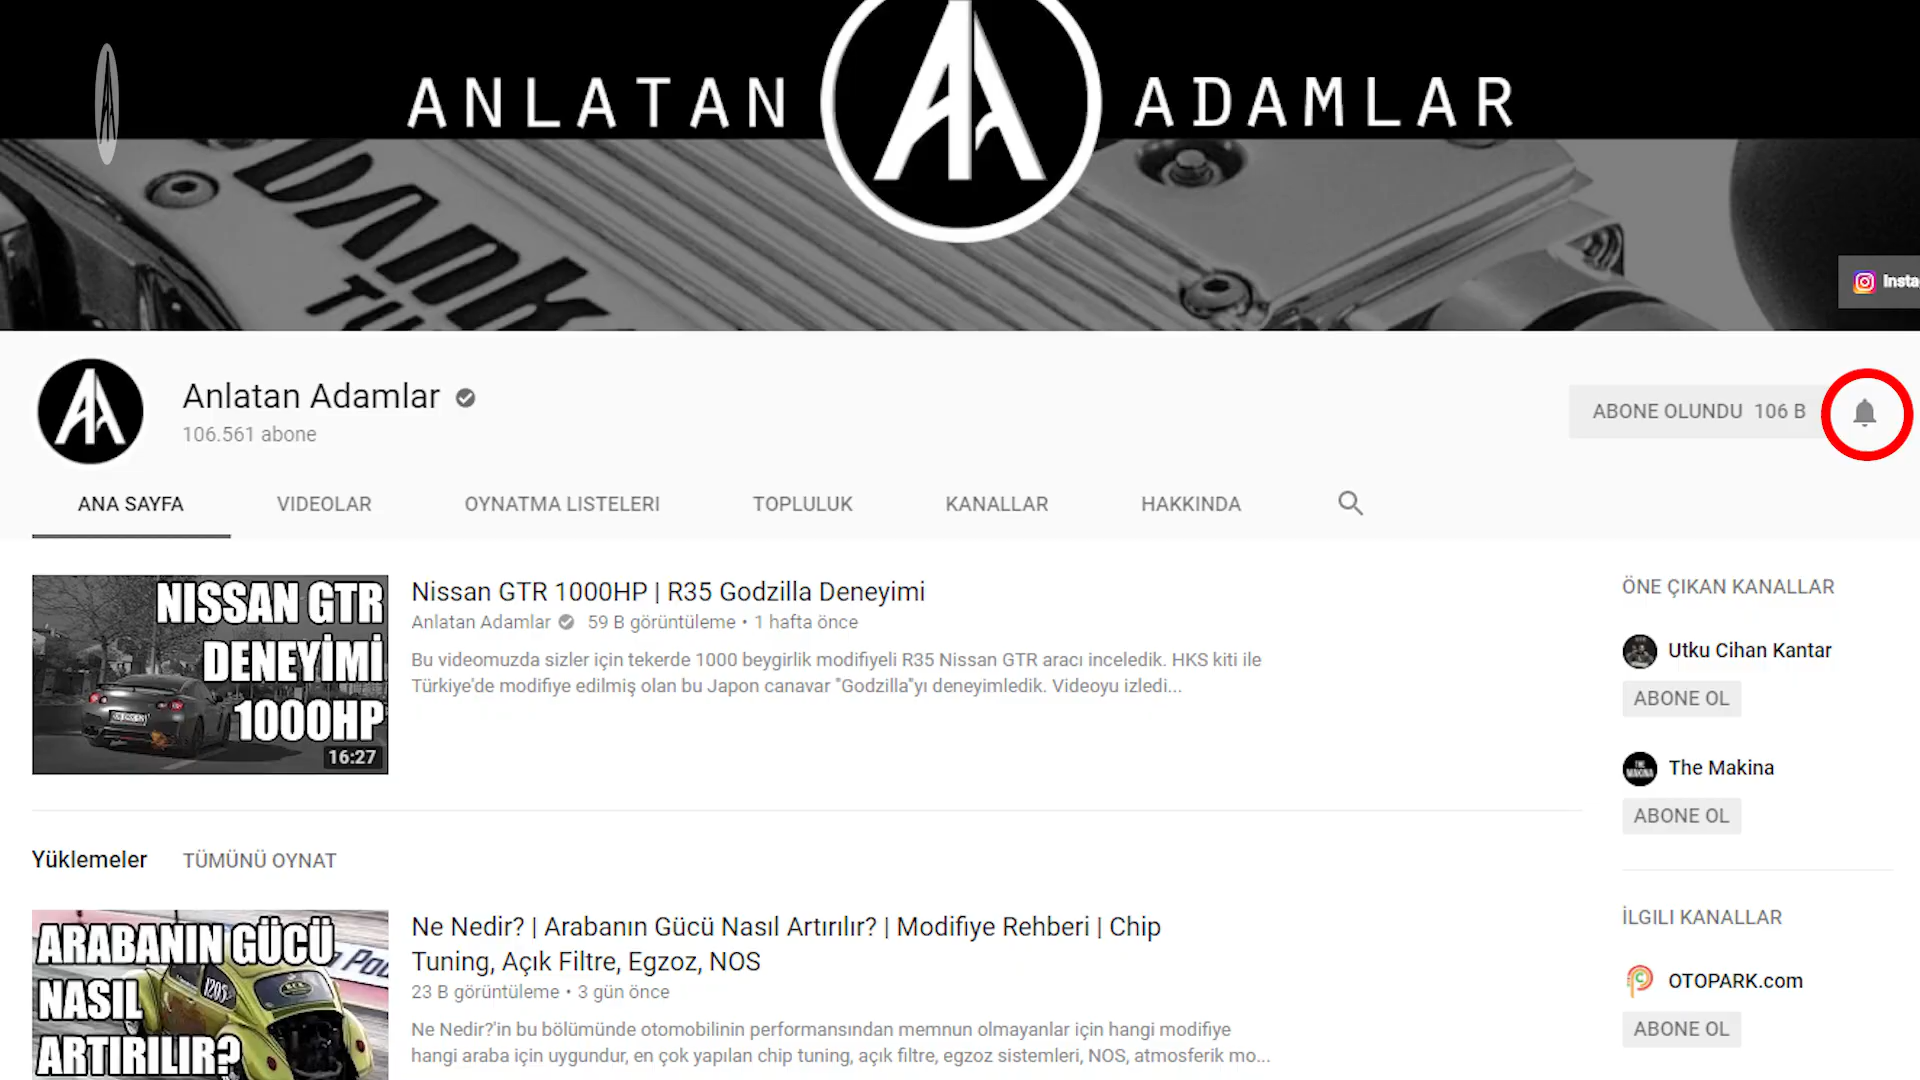 ANLATAN ADAMLAR
BANK
TU
Insta
Anlatan Adamlar
106.561 abone
ABONE OLUNDU 106 B
ANA SAYFA VIDEOLAR OYNATMA LISTELERI TOPLULUK KANALLAR HAKKINDA
NISSAN GTR
DENEYİMİ
1000HP
16:27
Nissan GTR 1000HP | R35 Godzilla Deneyimi
Anlatan Adamlar 59 B görüntüleme • 1 hafta önce
Bu videomuzda sizler için tekerde 1000 beygirlik modifiyeli R35 Nissan GTR aracı inceledik. HKS kiti ile
Türkiye'de modifiye edilmiş olan bu Japon canavar "Godzilla"yı deneyimledik. Videoyu izledi...
ÖNE ÇIKAN KANALLAR
Utku Cihan Kantar
ABONE OL
THE
MAKINA
The Makina
ABONE OL
Yüklemeler TÜMÜNÜ OYNAT
ARABANIN GÜCÜ
NASIL
ARTIRILIR?
1205
Ne Nedir? | Arabanın Gücü Nasıl Artırılır? | Modifiye Rehberi | Chip
Tuning, Açık Filtre, Egzoz, NOS
23 B görüntüleme • 3 gün önce
Ne Nedir?'in bu bölümünde otomobilinin performansından memnun olmayanlar için hangi modifiye
hangi araba için uygundur, en çok yapılan chip tuning, açık filtre, egzoz sistemleri, NOS, atmosferik mo...
İLGILI KANALLAR
OTOPARK.com
ABONE OL